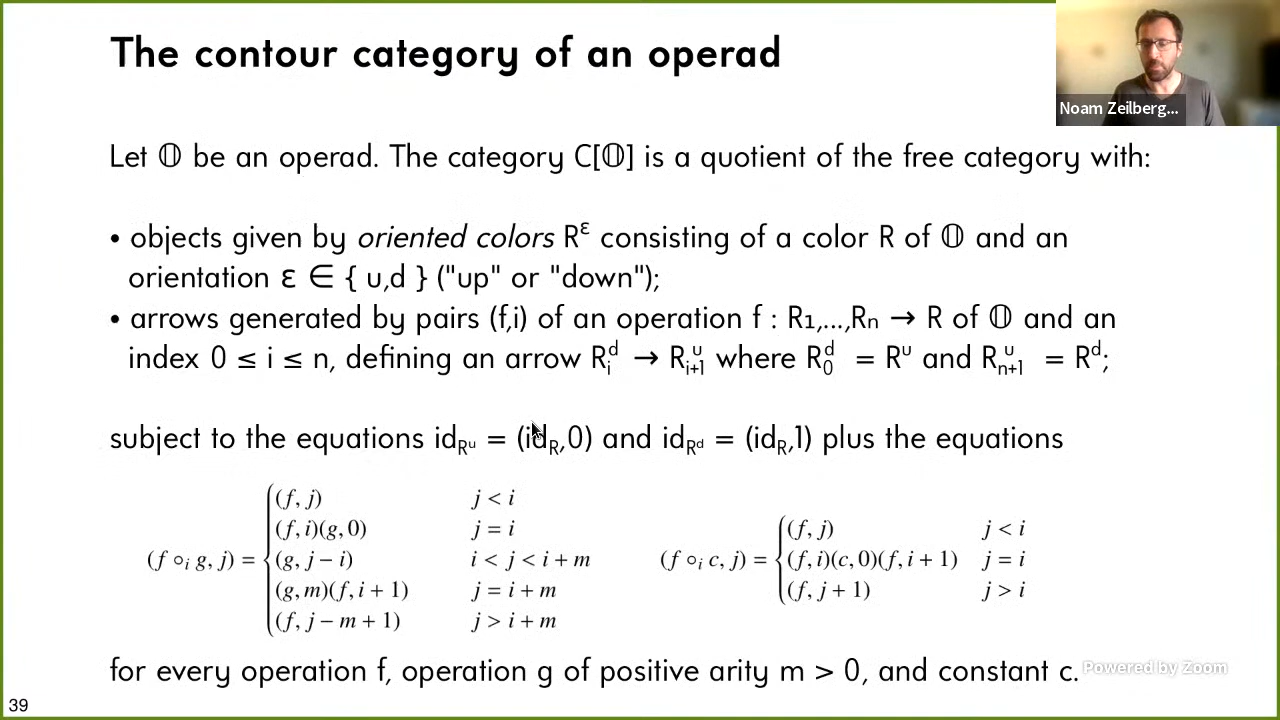 The contour category of an operad
Noam Zeilberg...
Let 𝕆 be an operad. The category C[𝕆] is a quotient of the free category with:
• objects given by oriented colors Rᵋ consisting of a color R of 𝕆 and an
orientation ε ∈ { u,d } ("up" or "down");
• arrows generated by pairs (f,i) of an operation f : R₁,...,Rₙ → R of 𝕆 and an
index 0 ≤ i ≤ n, defining an arrow R_i^d → R_{i+1}^u where R_0^d = R^u and R_{n+1}^u = R^d;
subject to the equations id_{R^u} = (id_R,0) and id_{R^d} = (id_R,1) plus the equations
(f ∘_i g, j) = { (f, j) j < i
(f, i)(g, 0) j = i
(g, j − i) i < j < i + m
(g, m)(f, i + 1) j = i + m
(f, j − m + 1) j > i + m
(f ∘_i c, j) = { (f, j) j < i
(f, i)(c, 0)(f, i + 1) j = i
(f, j + 1) j > i
for every operation f, operation g of positive arity m > 0, and constant c.
Powered by Zoom
39